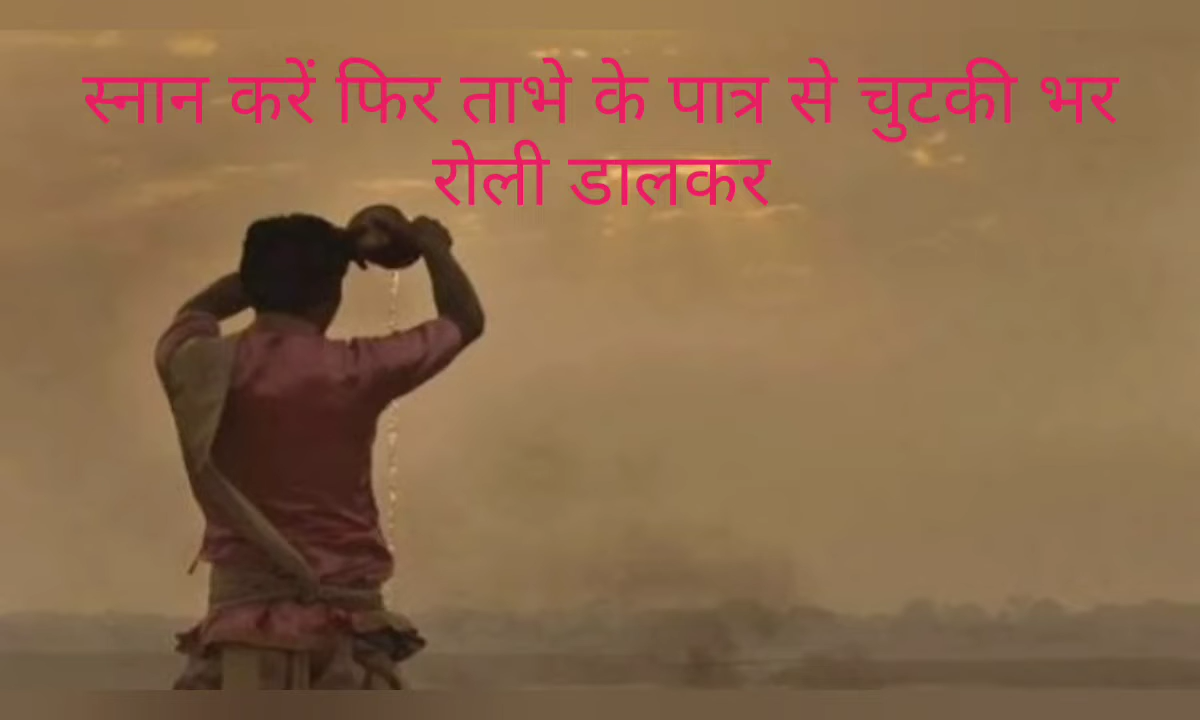 स्नान करें फिर ताभे के पात्र से चुटकी भर
रोली डालकर